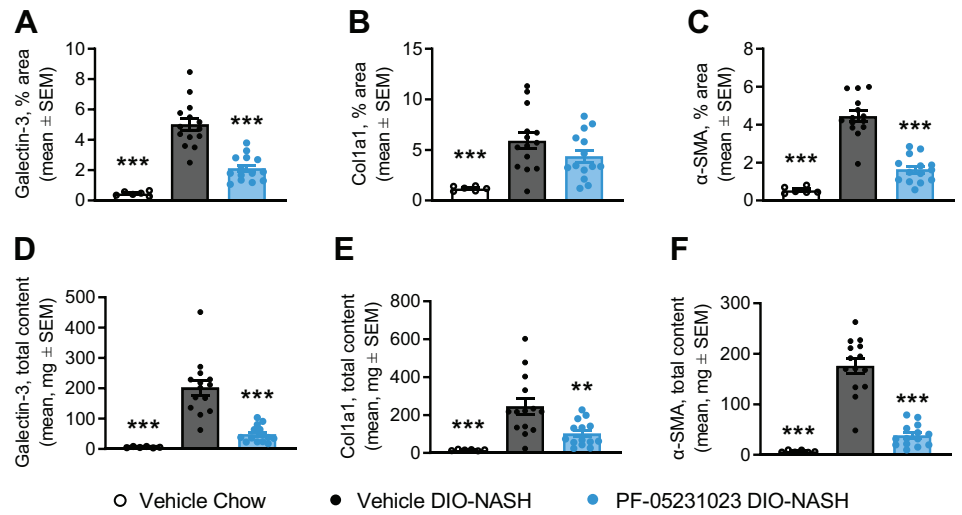 A
Galectin-3, % area
(mean ± SEM)
10
8
6
4
2
0
***
***
B
Col1a1, % area
(mean ± SEM)
15
10
5
0
***
C
α-SMA, % area
(mean ± SEM)
8
6
4
2
0
***
***
D
Galectin-3, total content
(mean, mg ± SEM)
500
400
300
200
100
0
***
***
E
Col1a1, total content
(mean, mg ± SEM)
800
600
400
200
0
***
**
F
α-SMA, total content
(mean, mg ± SEM)
300
200
100
0
***
***
Vehicle Chow
Vehicle DIO-NASH
PF-05231023 DIO-NASH